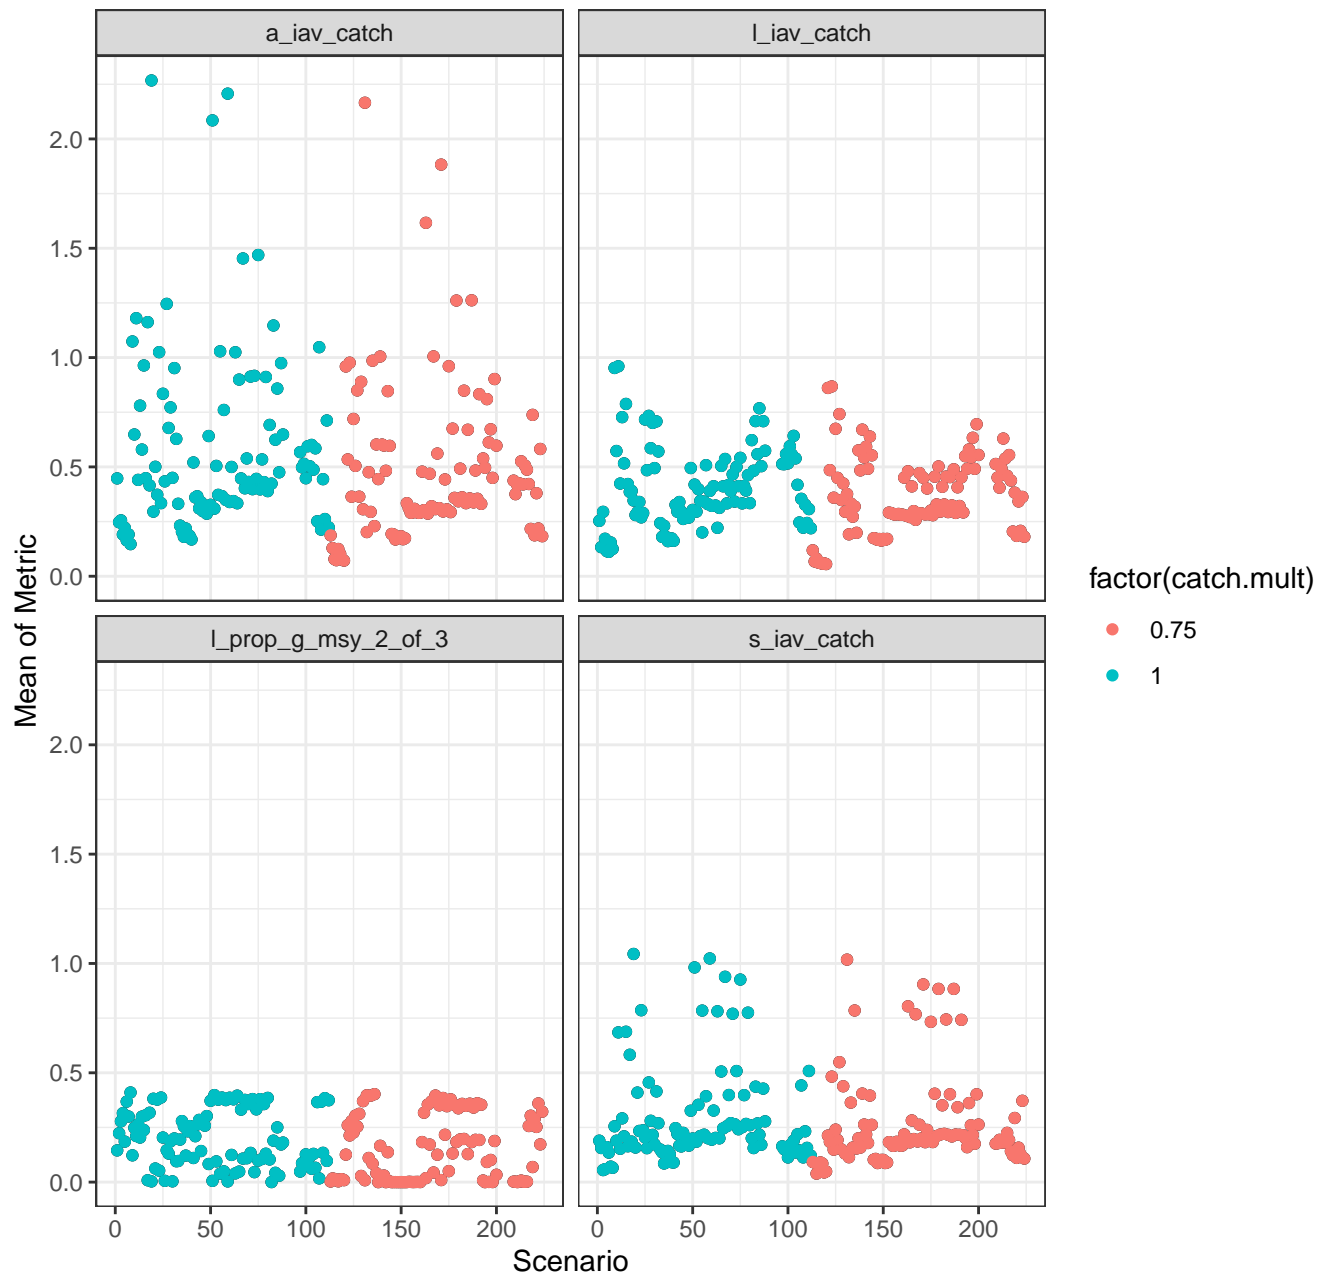 a_iav_catch
l_iav_catch
2.0
1.5
1.0
0.5
0.0
l_prop_g_msy_2_of_3
s_iav_catch
2.0
1.5
1.0
0.5
0.0
0 50 100 150 200
0 50 100 150 200
Scenario
Mean of Metric
factor(catch.mult)
0.75
1